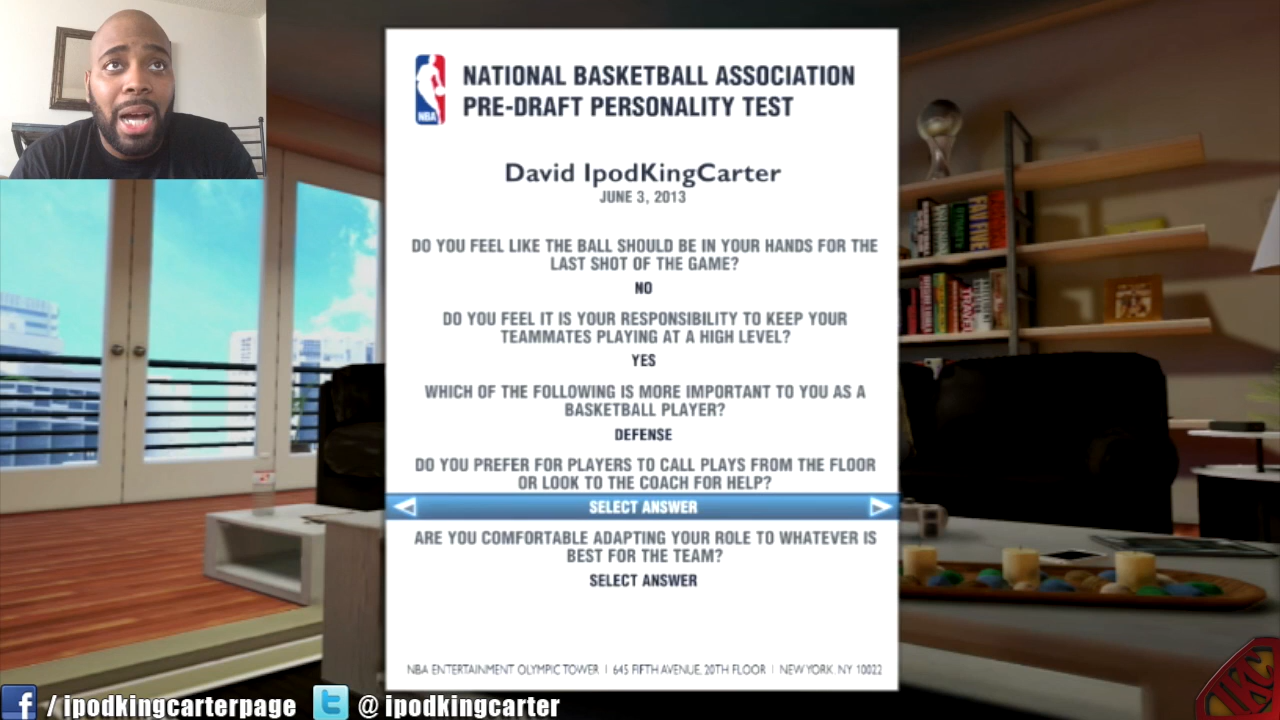 NATIONAL BASKETBALL ASSOCIATION
PRE-DRAFT PERSONALITY TEST
NBA
David IpodKingCarter
JUNE 3, 2013
DO YOU FEEL LIKE THE BALL SHOULD BE IN YOUR HANDS FOR THE
LAST SHOT OF THE GAME?
NO
DO YOU FEEL IT IS YOUR RESPONSIBILITY TO KEEP YOUR
TEAMMATES PLAYING AT A HIGH LEVEL?
YES
WHICH OF THE FOLLOWING IS MORE IMPORTANT TO YOU AS A
BASKETBALL PLAYER?
DEFENSE
DO YOU PREFER FOR PLAYERS TO CALL PLAYS FROM THE FLOOR
OR LOOK TO THE COACH FOR HELP?
SELECT ANSWER
ARE YOU COMFORTABLE ADAPTING YOUR ROLE TO WHATEVER IS
BEST FOR THE TEAM?
SELECT ANSWER
NBA ENTERTAINMENT OLYMPIC TOWER | 645 FIFTH AVENUE, 20TH FLOOR | NEW YORK, NY 10022
f / ipodkingcarterpage
@ ipodkingcarter